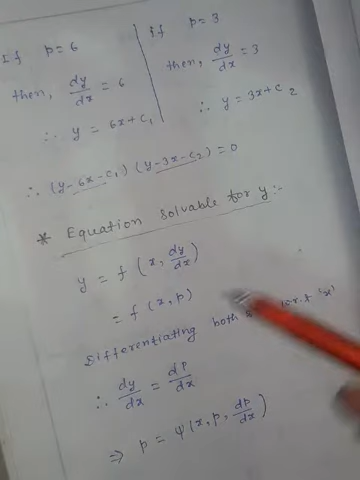 If p = 6
then, dy/dx = 6
∴ y = 6x + c₁
if p = 3
then, dy/dx = 3
∴ y = 3x + c₂
∴ (y - 6x - c₁) (y - 3x - c₂) = 0
* Equation solvable for y :-
y = f (x, dy/dx)
= f (x, p)
Differentiating both w.r.t 'x'
∴ dy/dx = dp/dx
⇒ p = ψ(x, p, dp/dx)